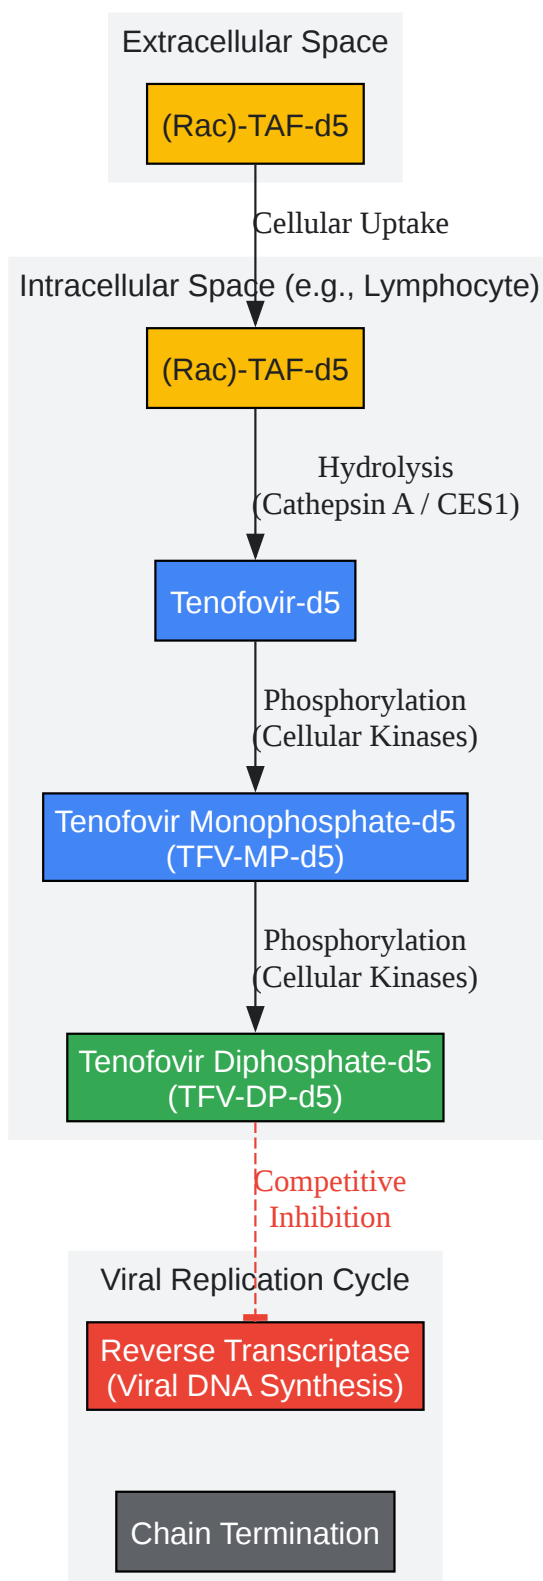 Extracellular Space
(Rac)-TAF-d5
Cellular Uptake
Intracellular Space (e.g., Lymphocyte)
(Rac)-TAF-d5
Hydrolysis
(Cathepsin A / CES1)
Tenofovir-d5
Phosphorylation
(Cellular Kinases)
Tenofovir Monophosphate-d5
(TFV-MP-d5)
Phosphorylation
(Cellular Kinases)
Tenofovir Diphosphate-d5
(TFV-DP-d5)
Competitive
Inhibition
Viral Replication Cycle
Reverse Transcriptase
(Viral DNA Synthesis)
Chain Termination